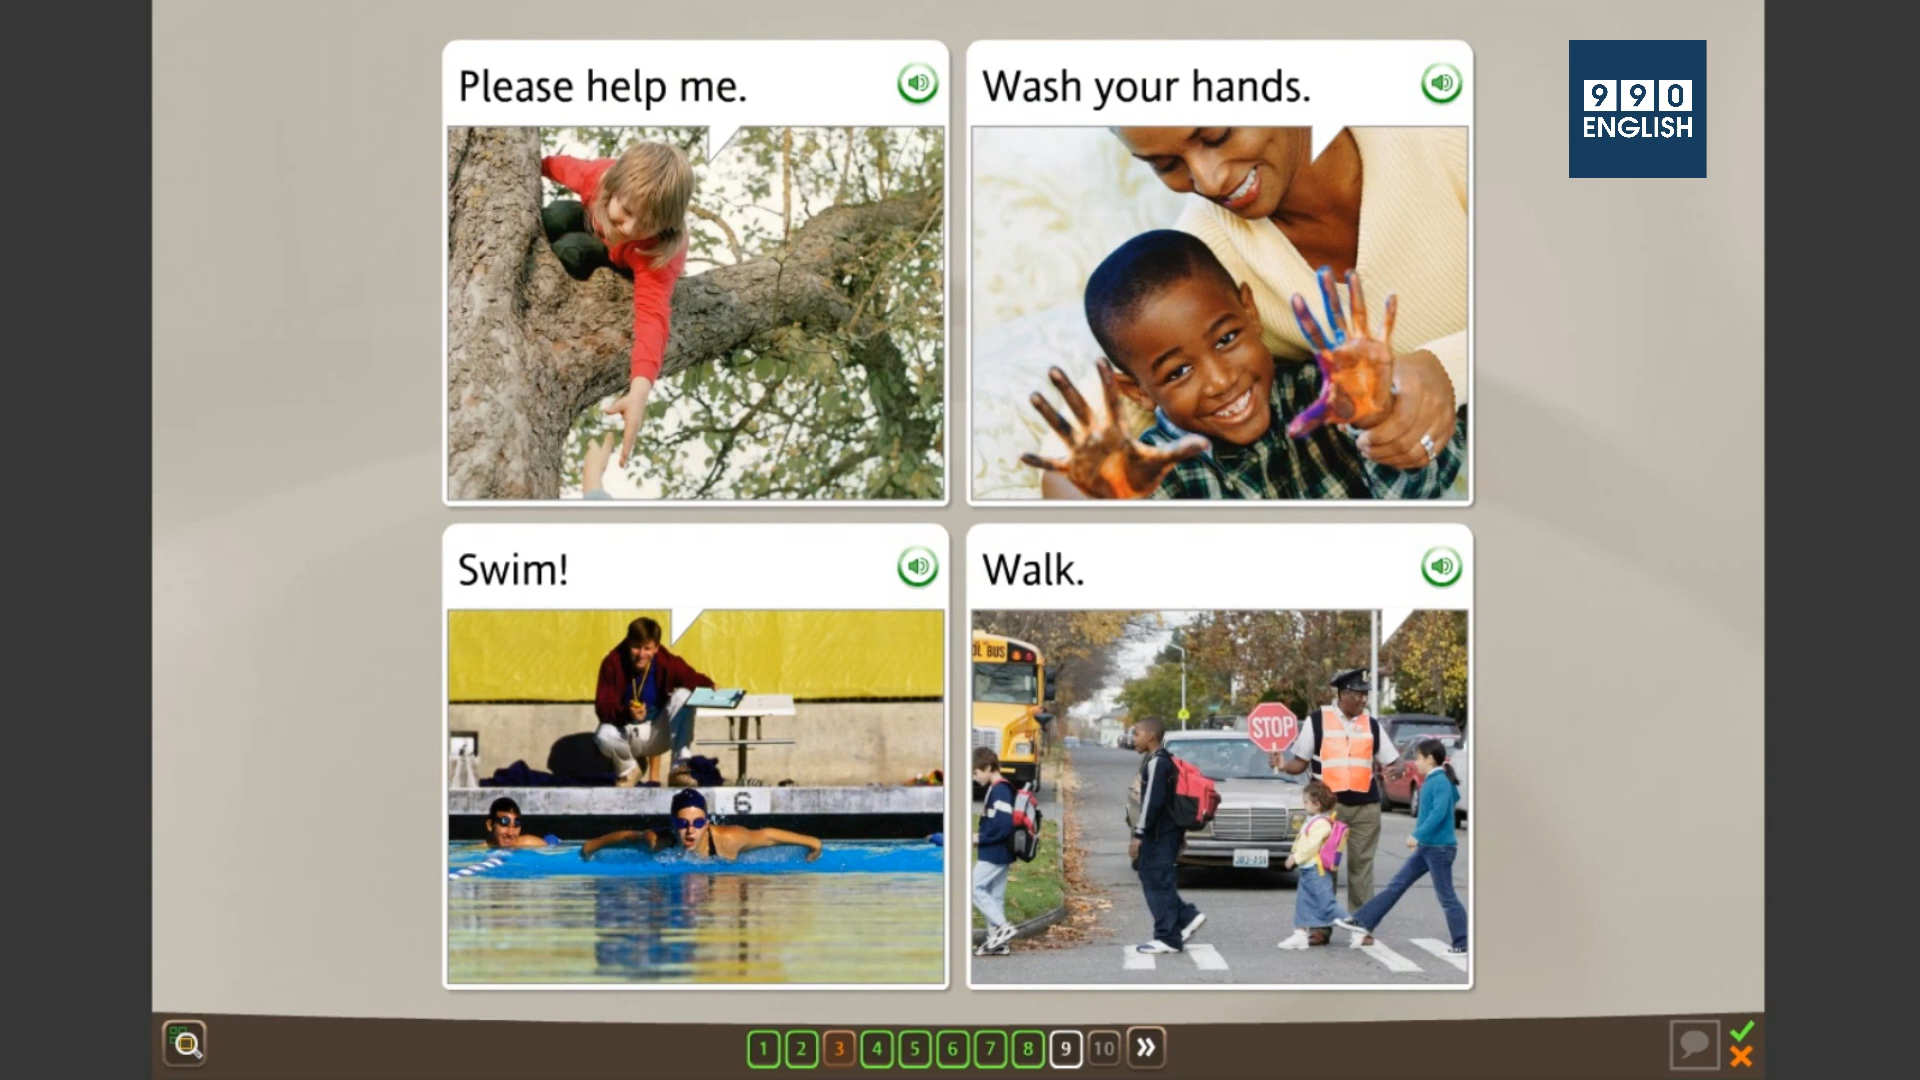 Please help me.
Wash your hands.
990
ENGLISH
Swim!
Walk.
6
OL BUS
STOP
1 2 3 4 5 6 7 8 9 10 »